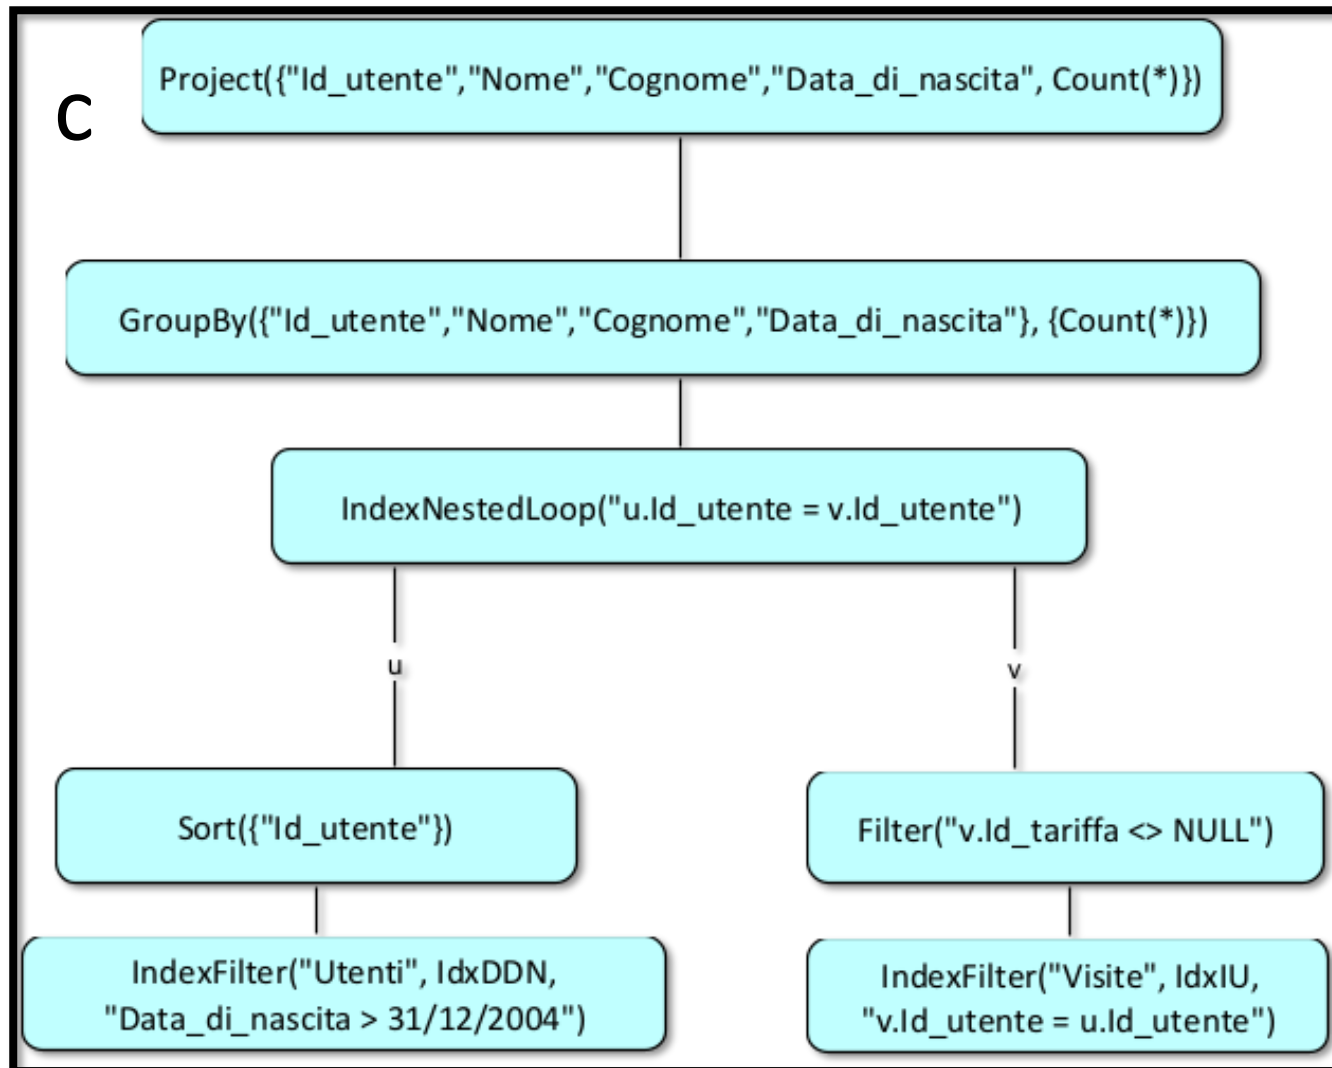 C
Project({"Id_utente","Nome","Cognome","Data_di_nascita", Count(*)})
GroupBy({"Id_utente","Nome","Cognome","Data_di_nascita"}, {Count(*)})
IndexNestedLoop("u.Id_utente = v.Id_utente")
u
v
Sort({"Id_utente"})
Filter("v.Id_tariffa <> NULL")
IndexFilter("Utenti", IdxDDN,
"Data_di_nascita > 31/12/2004")
IndexFilter("Visite", IdxIU,
"v.Id_utente = u.Id_utente")